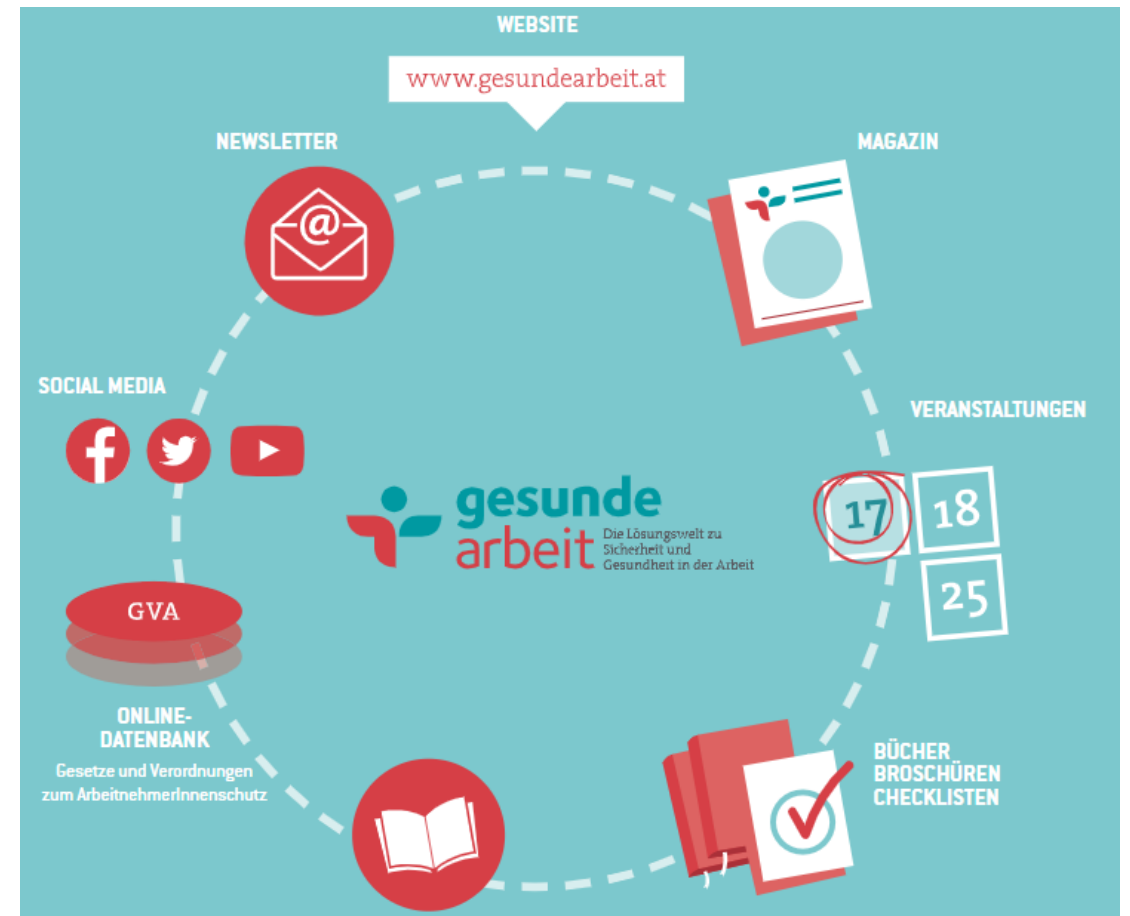 WEBSITE
www.gesundearbeit.at
NEWSLETTER
@
MAGAZIN
SOCIAL MEDIA
f
VERANSTALTUNGEN
17
18
25
gesunde
arbeit
Die Lösungswelt zu
Sicherheit und
Gesundheit in der Arbeit
GVA
ONLINE-
DATENBANK
Gesetze und Verordnungen
zum ArbeitnehmerInnenschutz
BÜCHER
BROSCHÜREN
CHECKLISTEN